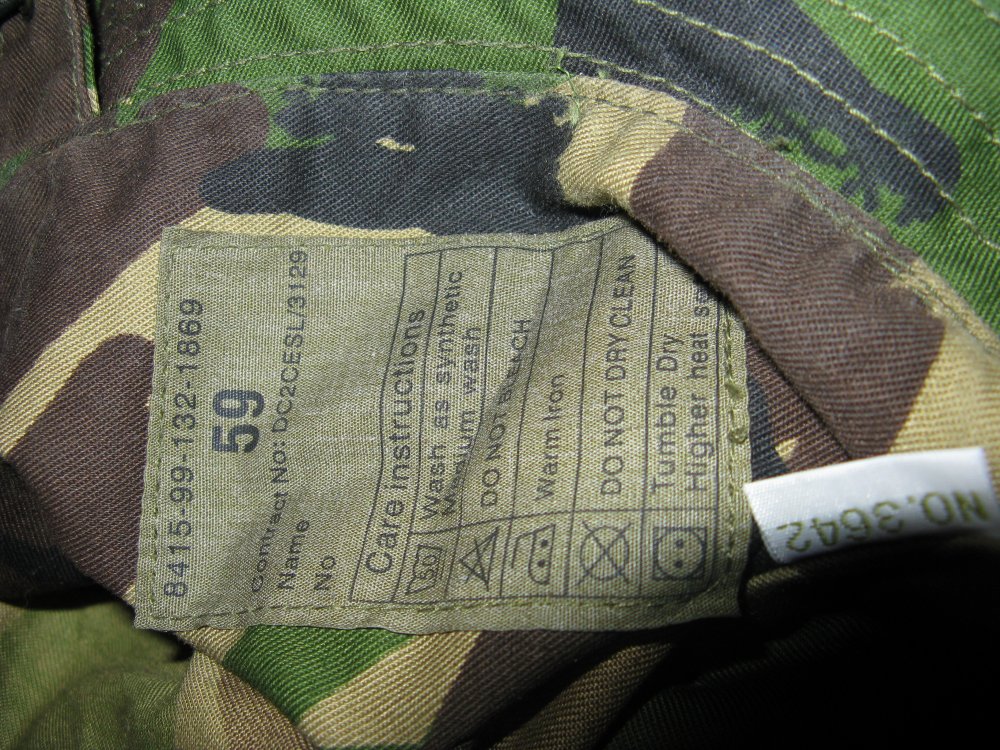 8415-99-132-1869
59
Contract No: DC2CESL/3129
Name
No
Care instructions
50
Wash as synthetic
Medium wash
DO NOT BLEACH
Warm Iron
DO NOT DRY CLEAN
Tumble Dry
Higher heat
NO.3642